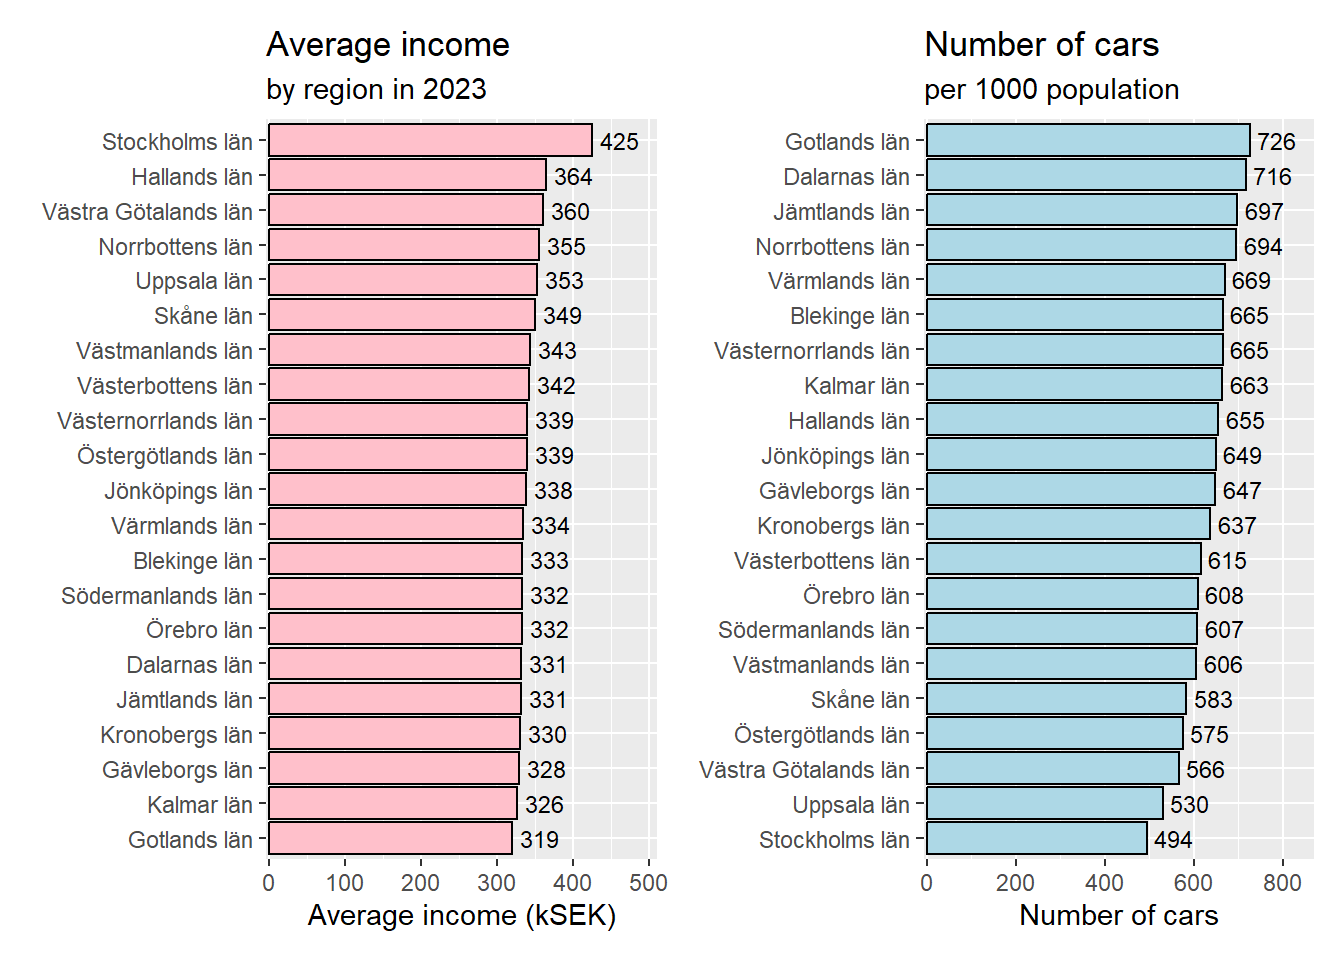 Average income
by region in 2023
Stockholms län 425
Hallands län 364
Västra Götalands län 360
Norrbottens län 355
Uppsala län 353
Skåne län 349
Västmanlands län 343
Västerbottens län 342
Västernorrlands län 339
Östergötlands län 339
Jönköpings län 338
Värmlands län 334
Blekinge län 333
Södermanlands län 332
Örebro län 332
Dalarnas län 331
Jämtlands län 331
Kronobergs län 330
Gävleborgs län 328
Kalmar län 326
Gotlands län 319
0 100 200 300 400 500
Average income (kSEK)
Number of cars
per 1000 population
Gotlands län 726
Dalarnas län 716
Jämtlands län 697
Norrbottens län 694
Värmlands län 669
Blekinge län 665
Västernorrlands län 665
Kalmar län 663
Hallands län 655
Jönköpings län 649
Gävleborgs län 647
Kronobergs län 637
Västerbottens län 615
Örebro län 608
Södermanlands län 607
Västmanlands län 606
Skåne län 583
Östergötlands län 575
Västra Götalands län 566
Uppsala län 530
Stockholms län 494
0 200 400 600 800
Number of cars